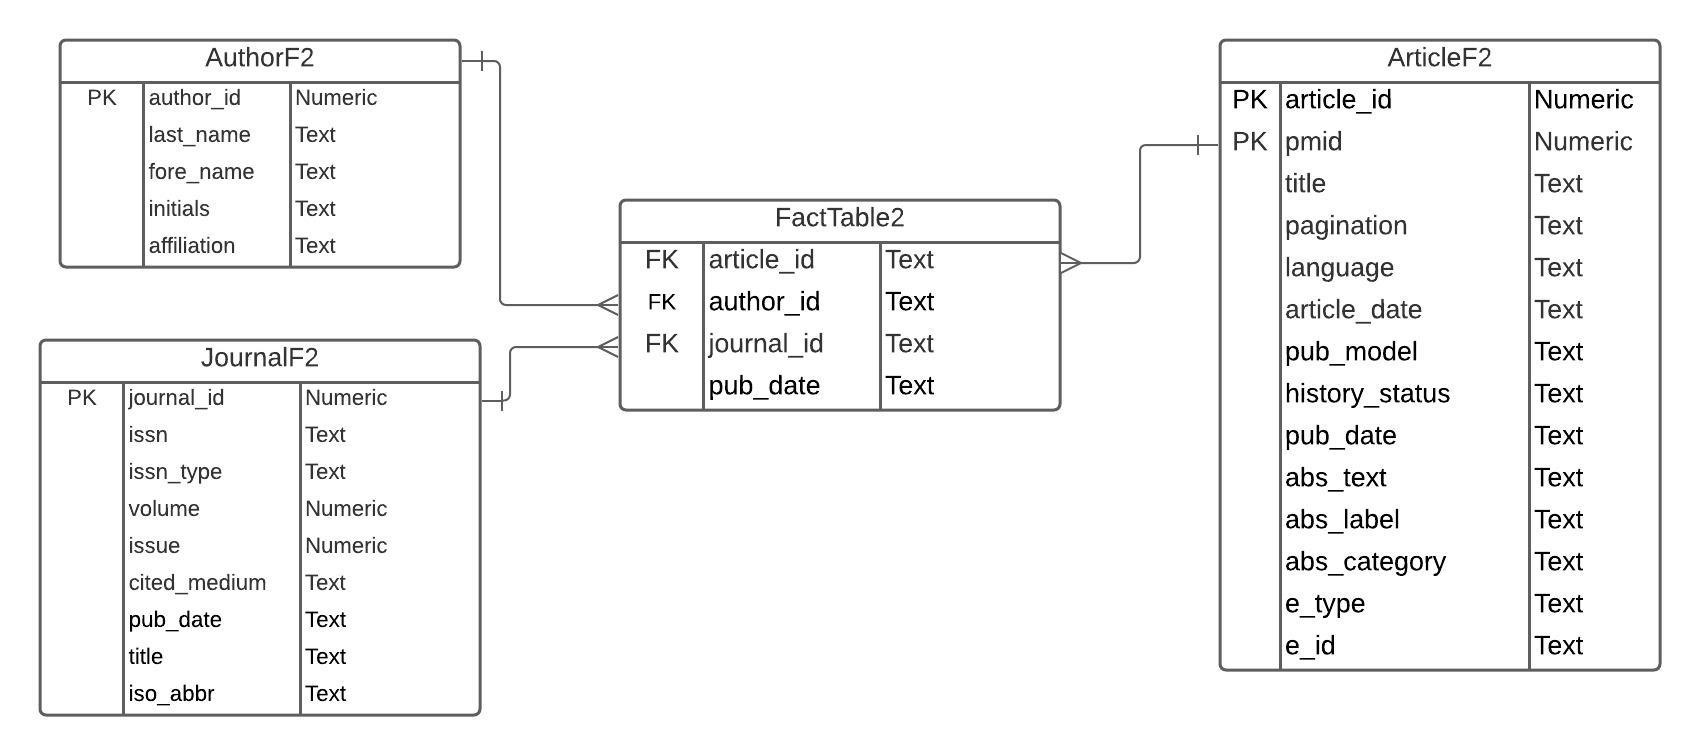 AuthorF2
PK author_id Numeric
last_name Text
fore_name Text
initials Text
affiliation Text
JournalF2
PK journal_id Numeric
issn Text
issn_type Text
volume Numeric
issue Numeric
cited_medium Text
pub_date Text
title Text
iso_abbr Text
FactTable2
FK article_id Text
FK author_id Text
FK journal_id Text
pub_date Text
ArticleF2
PK article_id Numeric
PK pmid Numeric
title Text
pagination Text
language Text
article_date Text
pub_model Text
history_status Text
pub_date Text
abs_text Text
abs_label Text
abs_category Text
e_type Text
e_id Text